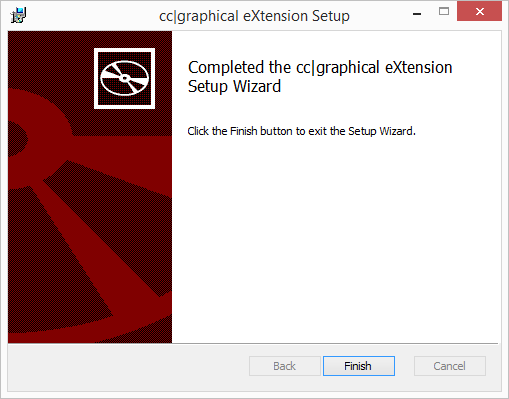 cc|graphical eXtension Setup
Completed the cc|graphical eXtension
Setup Wizard
Click the Finish button to exit the Setup Wizard.
Back
Finish
Cancel